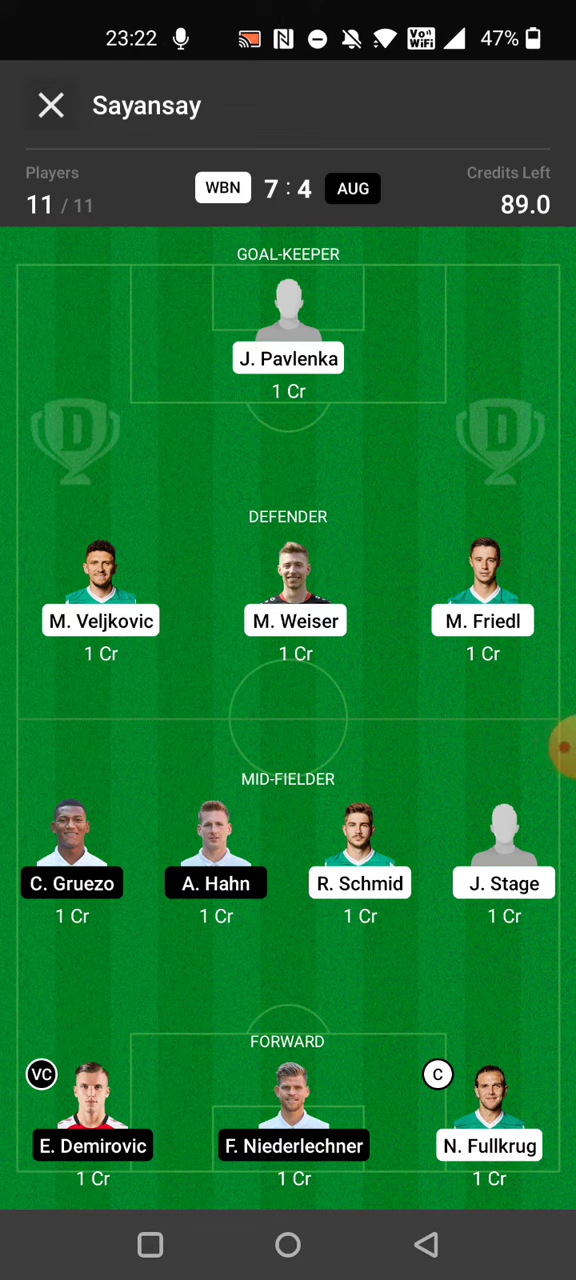 23:22
Vo))
WiFi
47%
Sayansay
Players
Credits Left
WBN 7 : 4 AUG
11 / 11
89.0
GOAL-KEEPER
J. Pavlenka
1 Cr
D D
DEFENDER
M. Veljkovic M. Weiser M. Friedl
1 Cr 1 Cr 1 Cr
MID-FIELDER
C. Gruezo A. Hahn R. Schmid J. Stage
1 Cr 1 Cr 1 Cr 1 Cr
FORWARD
VC C
E. Demirovic F. Niederlechner N. Fullkrug
1 Cr 1 Cr 1 Cr